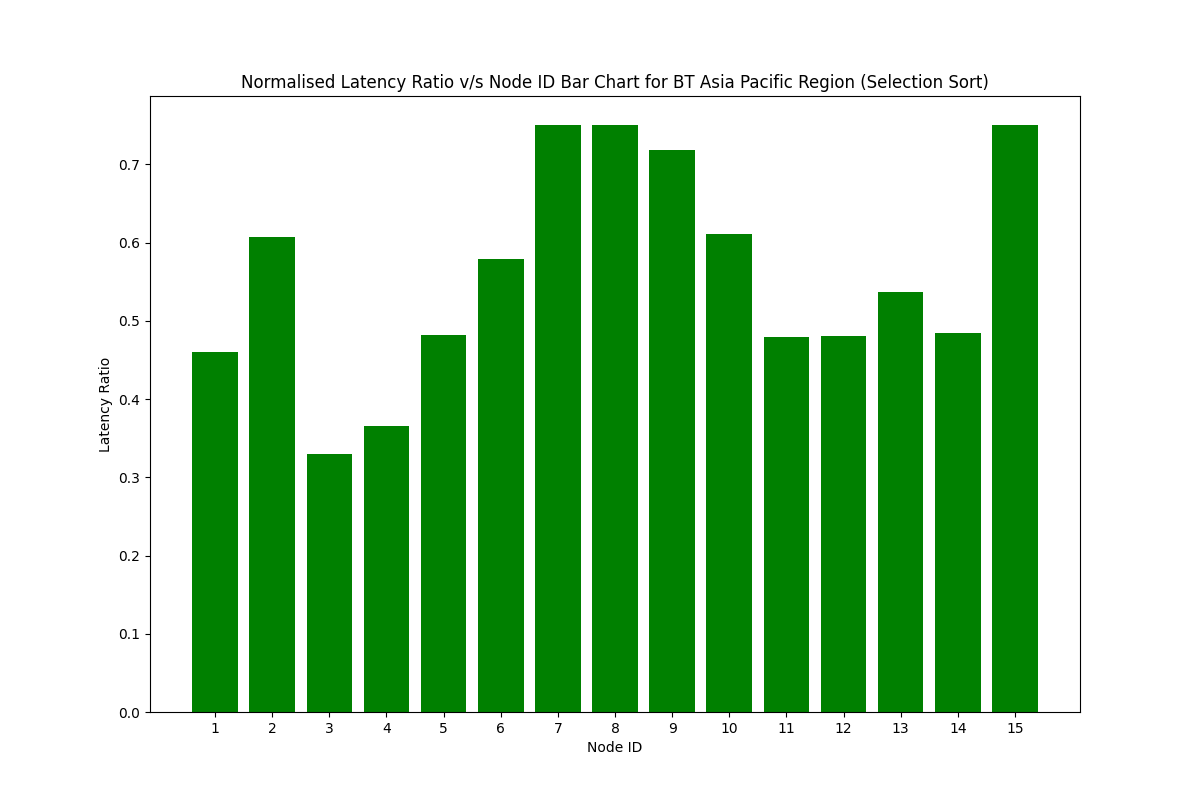 Normalised Latency Ratio v/s Node ID Bar Chart for BT Asia Pacific Region (Selection Sort)
Latency Ratio
0.7
0.6
0.5
0.4
0.3
0.2
0.1
0.0
1 2 3 4 5 6 7 8 9 10 11 12 13 14 15
Node ID